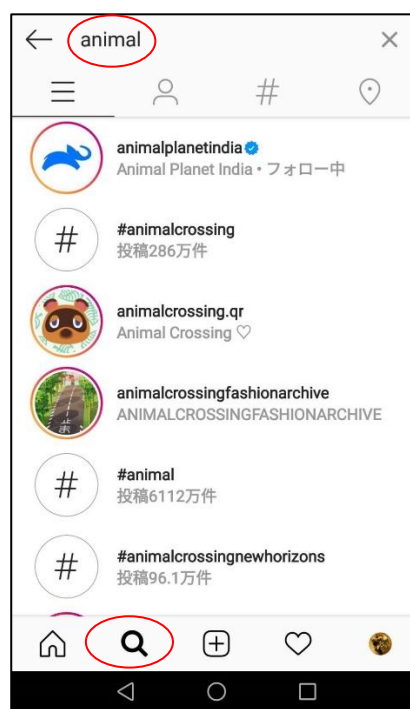 animal
animalplanetindia
Animal Planet India • フォロー中
#animalcrossing
投稿286万件
animalcrossing.qr
Animal Crossing ♡
animalcrossingfashionarchive
ANIMALCROSSINGFASHIONARCHIVE
#animal
投稿6112万件
#animalcrossingnewhorizons
投稿96.1万件